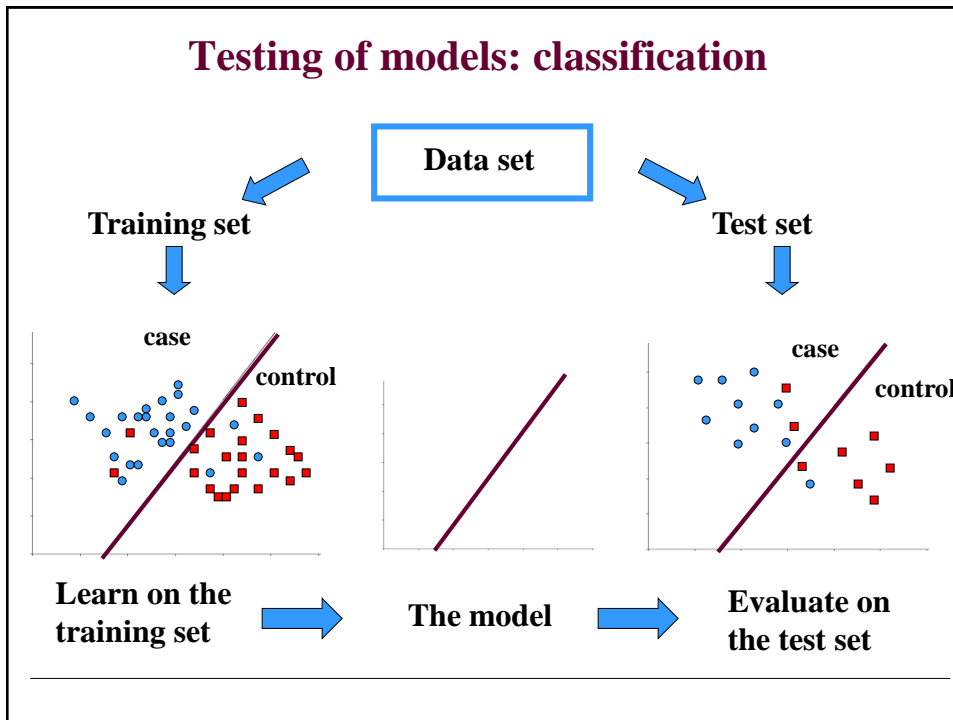 Testing of models: classification
Data set
Training set
Test set
case
control
case
control
Learn on the
training set
The model
Evaluate on
the test set